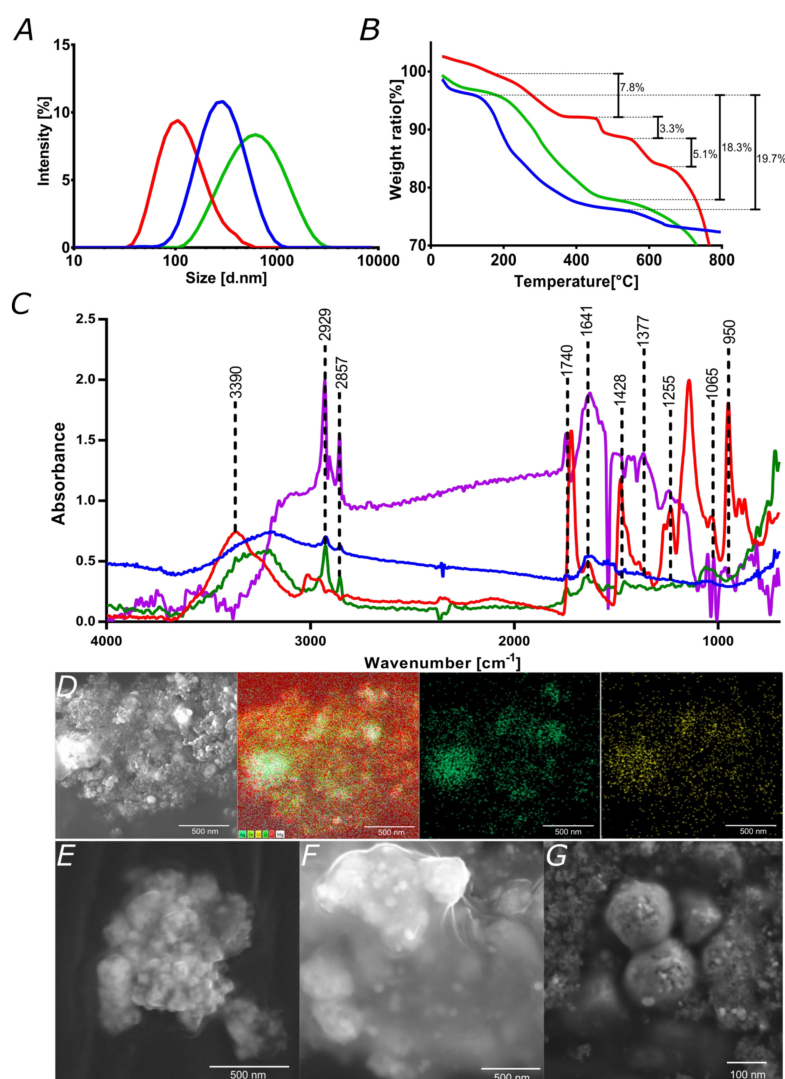 A
15
10
5
0
Intensity [%]
10 100 1000 10000
Size [d.nm]
B
100
90
80
70
Weight ratio[%]
0 200 400 600 800
Temperature[°C]
7.8%
3.3%
5.1%
18.3%
19.7%
C
2.5
2.0
1.5
1.0
0.5
0.0
Absorbance
3390
2929
2857
1740
1641
1428
1377
1255
1065
950
4000 3000 2000 1000
Wavenumber [cm-1]
D
500 nm
500 nm
500 nm
500 nm
E
500 nm
F
500 nm
G
100 nm